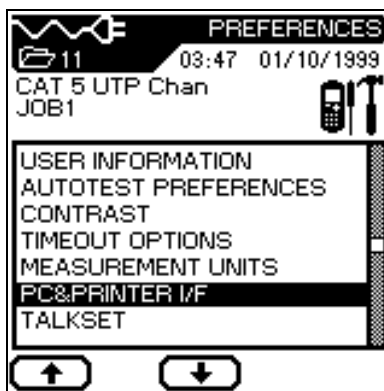 PREFERENCES
11 03:47 01/10/1999
CAT 5 UTP Chan
JOB1
USER INFORMATION
AUTOTEST PREFERENCES
CONTRAST
TIMEOUT OPTIONS
MEASUREMENT UNITS
PC&PRINTER I/F
TALKSET